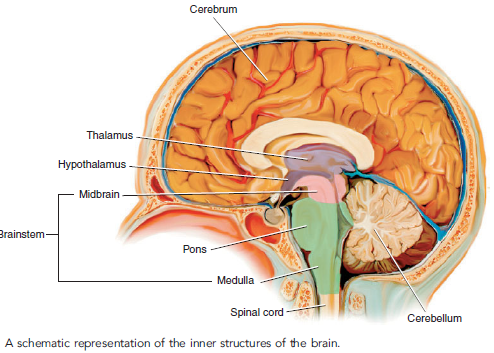 Cerebrum
Thalamus
Hypothalamus
Midbrain
Brainstem
Pons
Medulla
Spinal cord
Cerebellum
A schematic representation of the inner structures of the brain.